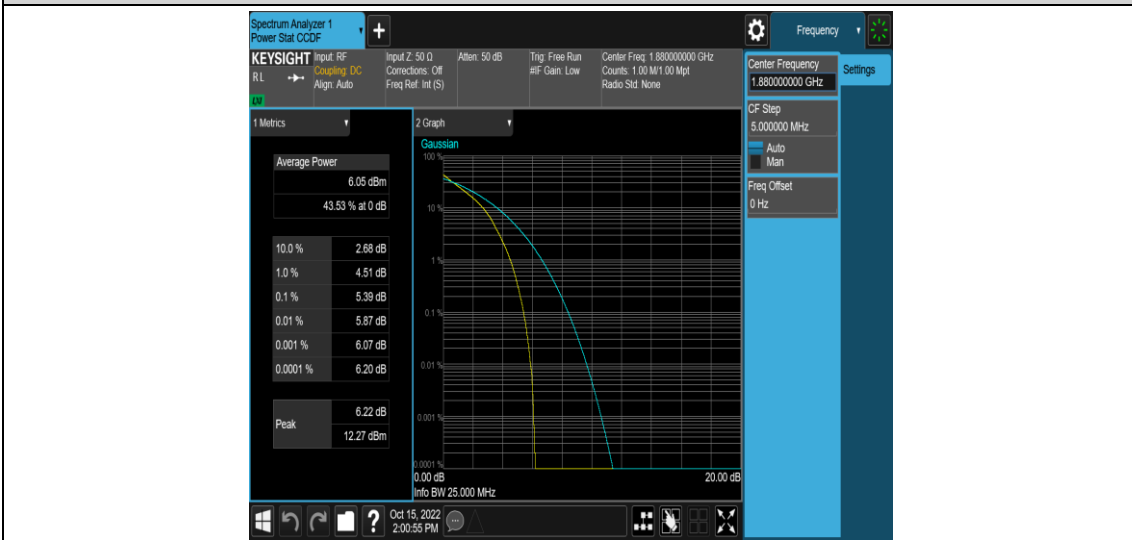 Spectrum Analyzer 1
Power Stat CCDF
+
Frequency
KEYSIGHT
RL
LXI
Input: RF
Coupling: DC
Align: Auto
Input Z: 50 Ω
Corrections: Off
Freq Ref: Int (S)
Atten: 50 dB
Trig: Free Run
#IF Gain: Low
Center Freq: 1.880000000 GHz
Counts: 1.00 M/1.00 Mpt
Radio Std: None
Center Frequency
1.880000000 GHz
Settings
CF Step
5.000000 MHz
Auto
Man
Freq Offset
0 Hz
1 Metrics
Average Power
6.05 dBm
43.53 % at 0 dB
10.0 % 2.68 dB
1.0 % 4.51 dB
0.1 % 5.39 dB
0.01 % 5.87 dB
0.001 % 6.07 dB
0.0001 % 6.20 dB
Peak
6.22 dB
12.27 dBm
2 Graph
Gaussian
100 %
10 %
1 %
0.1 %
0.01 %
0.001 %
0.0001 %
0.00 dB 20.00 dB
Info BW 25.000 MHz
?
Oct 15, 2022
2:00:55 PM